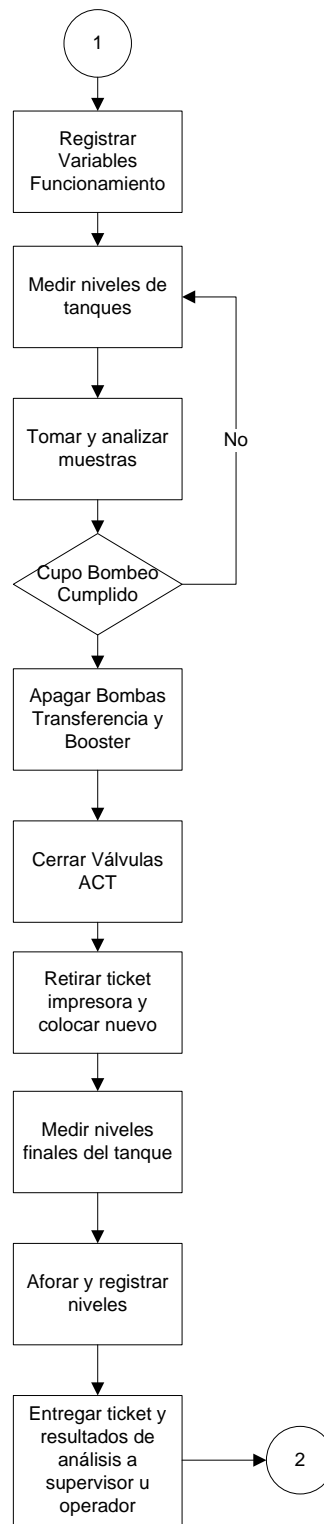 1
Registrar
Variables
Funcionamiento
Medir niveles de
tanques
Tomar y analizar
muestras
No
Cupo Bombeo
Cumplido
Apagar Bombas
Transferencia y
Booster
Cerrar Válvulas
ACT
Retirar ticket
impresora y
colocar nuevo
Medir niveles
finales del tanque
Aforar y registrar
niveles
Entregar ticket y
resultados de
análisis a
supervisor u
operador
2